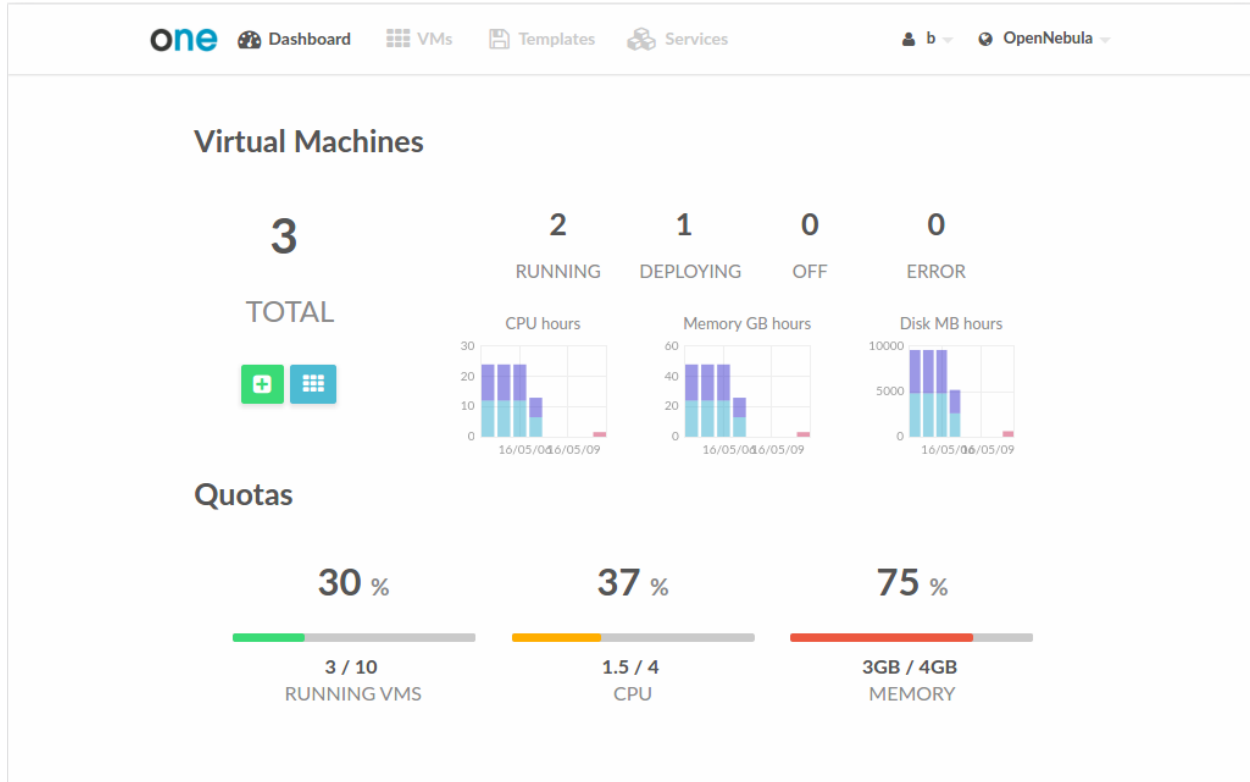 one Dashboard VMs Templates Services b OpenNebula
Virtual Machines
3
TOTAL
2 1 0 0
RUNNING DEPLOYING OFF ERROR
CPU hours
30
20
10
0
16/05/06 16/05/09
Memory GB hours
60
40
20
0
16/05/06 16/05/09
Disk MB hours
10000
5000
0
16/05/06 16/05/09
Quotas
30 % 37 % 75 %
3 / 10 1.5 / 4 3GB / 4GB
RUNNING VMS CPU MEMORY